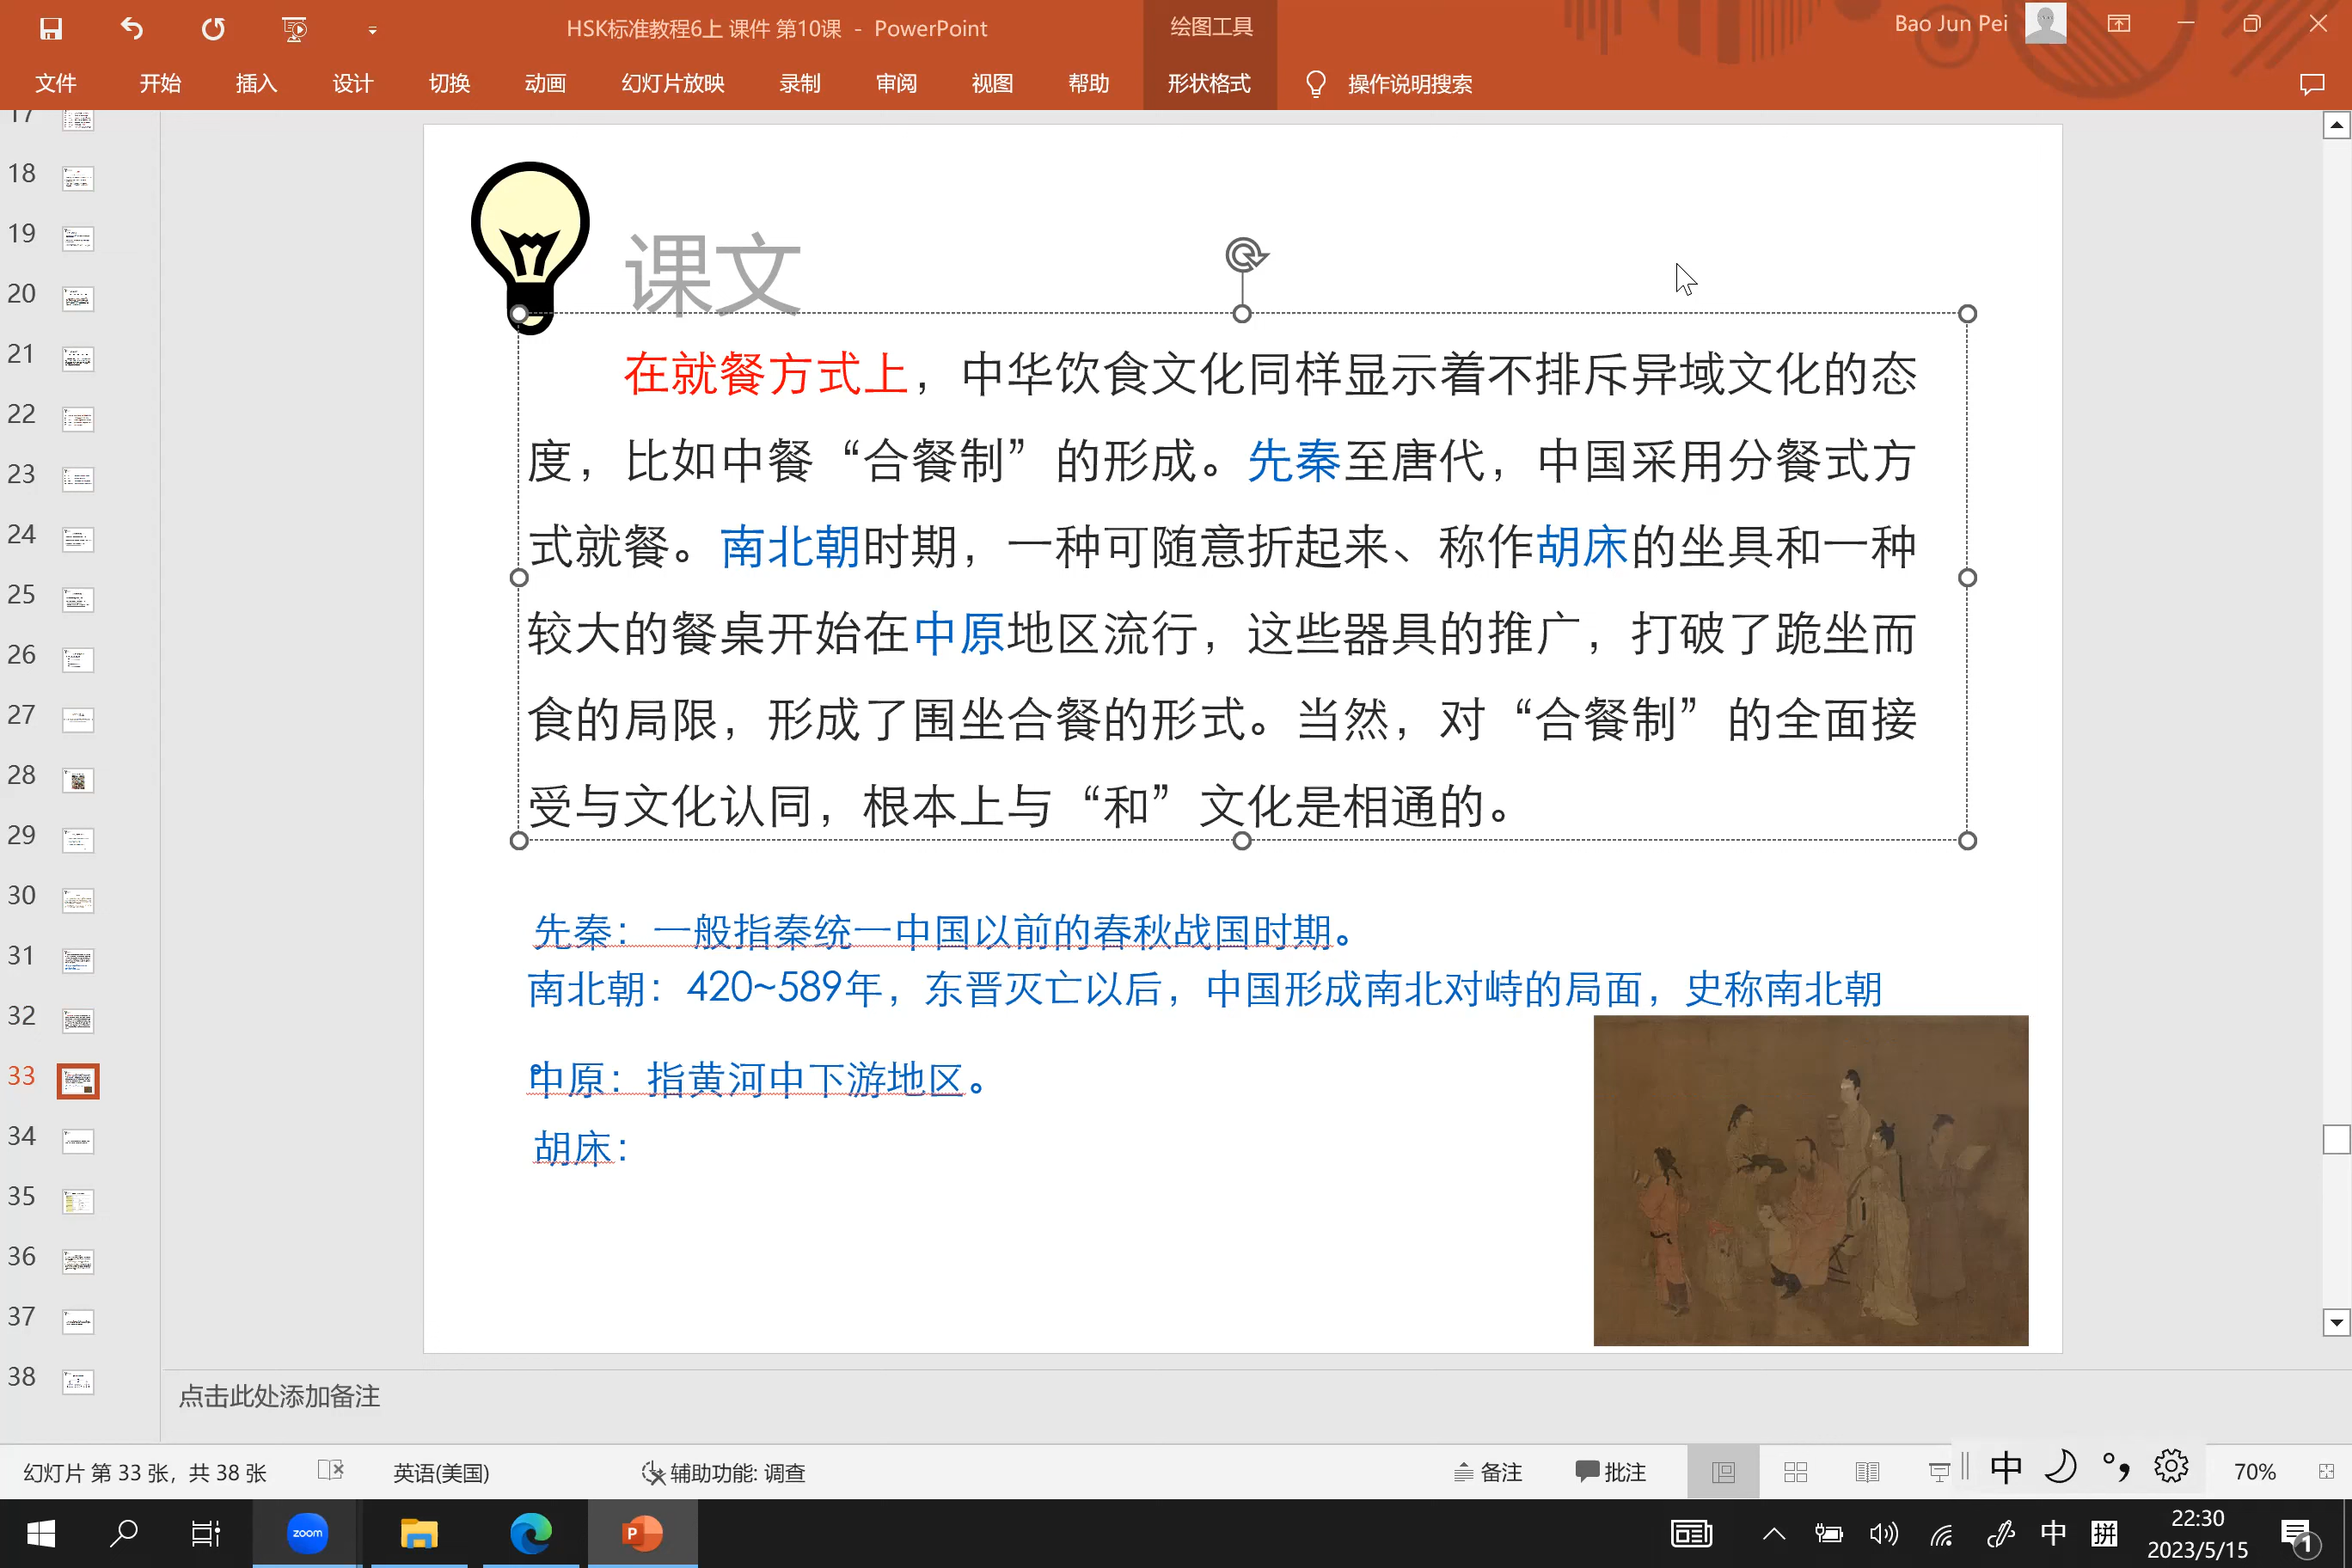 HSK标准教程6上 课件 第10课 - PowerPoint
绘图工具
Bao Jun Pei
文件 开始 插入 设计 切换 动画 幻灯片放映 录制 审阅 视图 帮助 形状格式 操作说明搜索
17
18
19
20
21
22
23
24
25
26
27
28
29
30
31
32
33
34
35
36
37
38
课文
在就餐方式上，中华饮食文化同样显示着不排斥异域文化的态
度，比如中餐“合餐制”的形成。先秦至唐代，中国采用分餐式方
式就餐。南北朝时期，一种可随意折起来、称作胡床的坐具和一种
较大的餐桌开始在中原地区流行，这些器具的推广，打破了跪坐而
食的局限，形成了围坐合餐的形式。当然，对“合餐制”的全面接
受与文化认同，根本上与“和”文化是相通的。
先秦：一般指秦统一中国以前的春秋战国时期。
南北朝：420~589年，东晋灭亡以后，中国形成南北对峙的局面，史称南北朝
。
中原：指黄河中下游地区。
胡床：
点击此处添加备注
幻灯片 第 33 张，共 38 张 英语(美国) 辅助功能: 调查 备注 批注 中 70%
zoom P 中 拼 22:30
2023/5/15 1